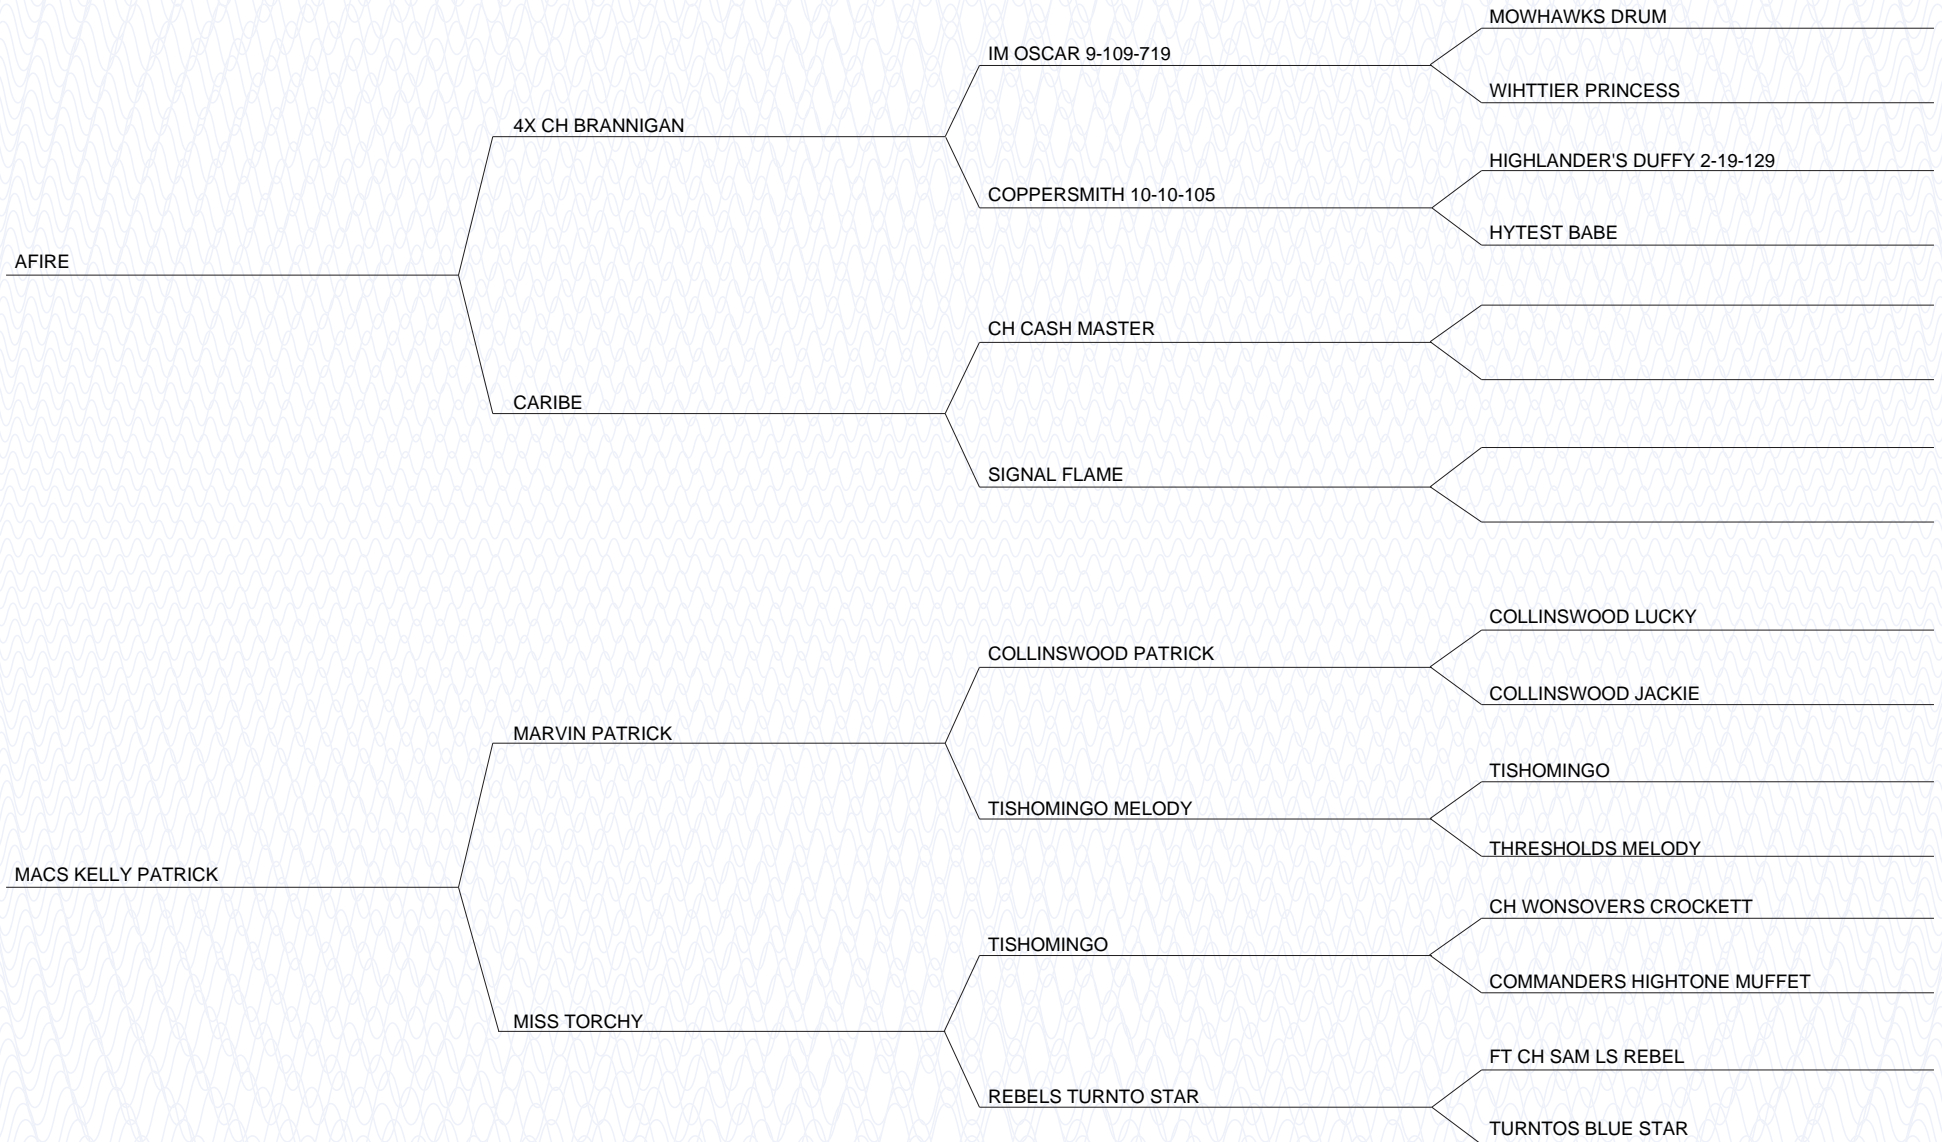 MOWHAWKS DRUM
IM OSCAR 9-109-719
WIHTTIER PRINCESS
4X CH BRANNIGAN
HIGHLANDER'S DUFFY 2-19-129
COPPERSMITH 10-10-105
HYTEST BABE
AFIRE
CH CASH MASTER
CARIBE
SIGNAL FLAME
COLLINSWOOD LUCKY
COLLINSWOOD PATRICK
COLLINSWOOD JACKIE
MARVIN PATRICK
TISHOMINGO
TISHOMINGO MELODY
THRESHOLDS MELODY
MACS KELLY PATRICK
CH WONSOVERS CROCKETT
TISHOMINGO
COMMANDERS HIGHTONE MUFFET
MISS TORCHY
FT CH SAM LS REBEL
REBELS TURNTO STAR
TURNTOS BLUE STAR